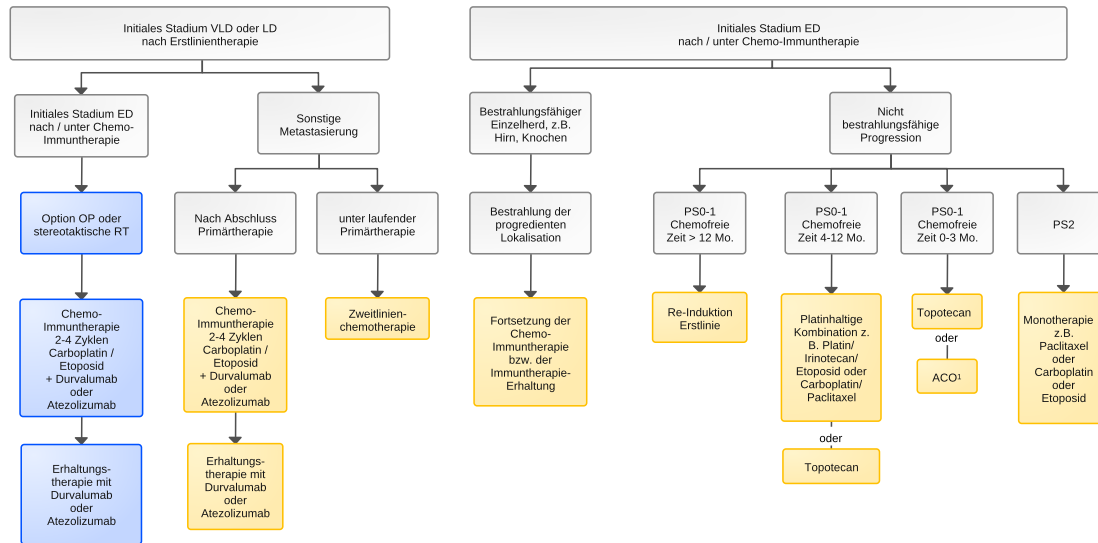 Initiales Stadium VLD oder LD
nach Erstlinientherapie
Initiales Stadium ED
nach / unter Chemo-Immuntherapie
Initiales Stadium ED
nach / unter Chemo-
Immuntherapie
Sonstige
Metastasierung
Bestrahlungsfähiger
Einzelherd, z.B.
Hirn, Knochen
Nicht
bestrahlungsfähige
Progression
Option OP oder
stereotaktische RT
Nach Abschluss
Primärtherapie
unter laufender
Primärtherapie
Bestrahlung der
progredienten
Lokalisation
PS0-1
Chemofreie
Zeit > 12 Mo.
PS0-1
Chemofreie
Zeit 4-12 Mo.
PS0-1
Chemofreie
Zeit 0-3 Mo.
PS2
Chemo-
Immuntherapie
2-4 Zyklen
Carboplatin /
Etoposid
+ Durvalumab
oder
Atezolizumab
Chemo-
Immuntherapie
2-4 Zyklen
Carboplatin /
Etoposid
+ Durvalumab
oder
Atezolizumab
Zweitlinien-
chemotherapie
Fortsetzung der
Chemo-
Immuntherapie
bzw. der
Immuntherapie-
Erhaltung
Re-Induktion
Erstlinie
Platinhaltige
Kombination z.
B. Platin/
Irinotecan/
Etoposid oder
Carboplatin/
Paclitaxel
oder
Topotecan
Topotecan
oder
ACO¹
Monotherapie
z.B.
Paclitaxel
oder
Carboplatin
oder
Etoposid
Erhaltungs-
therapie mit
Durvalumab
oder
Atezolizumab
Erhaltungs-
therapie mit
Durvalumab
oder
Atezolizumab